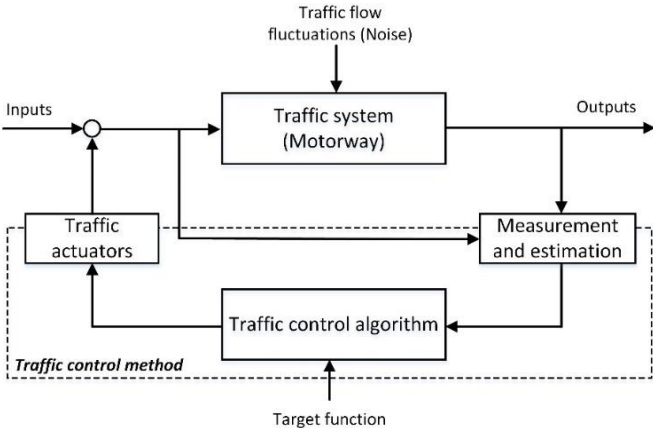 Traffic flow
fluctuations (Noise)
Inputs
Traffic system
(Motorway)
Outputs
Traffic
actuators
Measurement
and estimation
Traffic control algorithm
Traffic control method
Target function